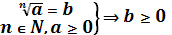 ⁿ√a = b
n ∈ N, a ≥ 0} ⇒ b ≥ 0